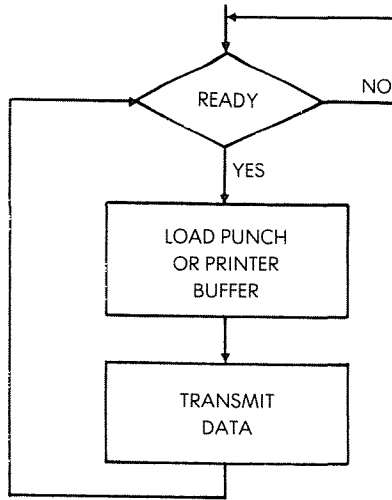 READY
NO
YES
LOAD PUNCH
OR PRINTER
BUFFER
TRANSMIT
DATA